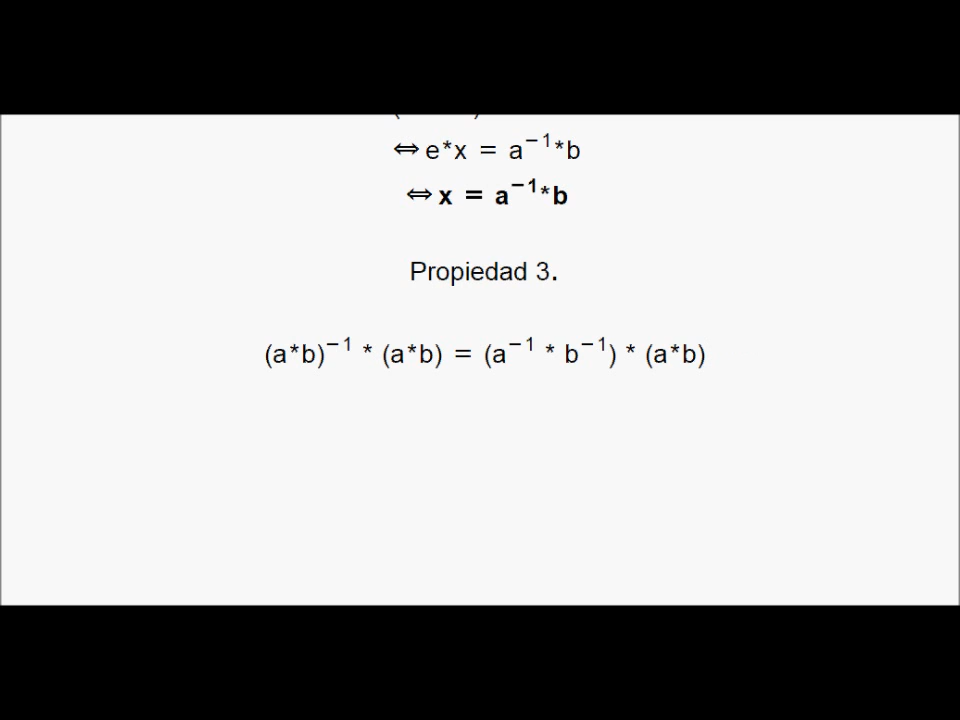 ⇔ e*x = a⁻¹*b
⇔ x = a⁻¹*b
Propiedad 3.
(a*b)⁻¹ * (a*b) = (a⁻¹ * b⁻¹) * (a*b)